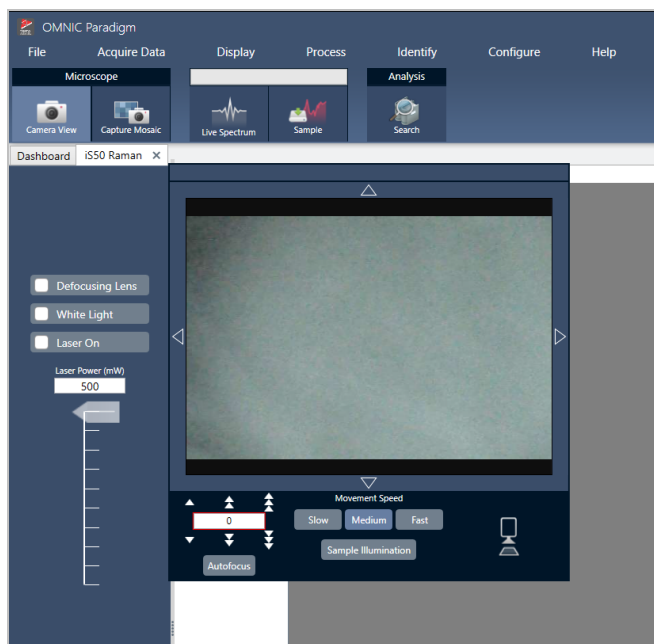 OMNIC Paradigm
File Acquire Data Display Process Identify Configure Help
Microscope Analysis
Camera View Capture Mosaic Live Spectrum Sample Search
Dashboard iS50 Raman ×
Defocusing Lens
White Light
Laser On
Laser Power (mW)
500
Movement Speed
0 Slow Medium Fast
Sample Illumination
Autofocus